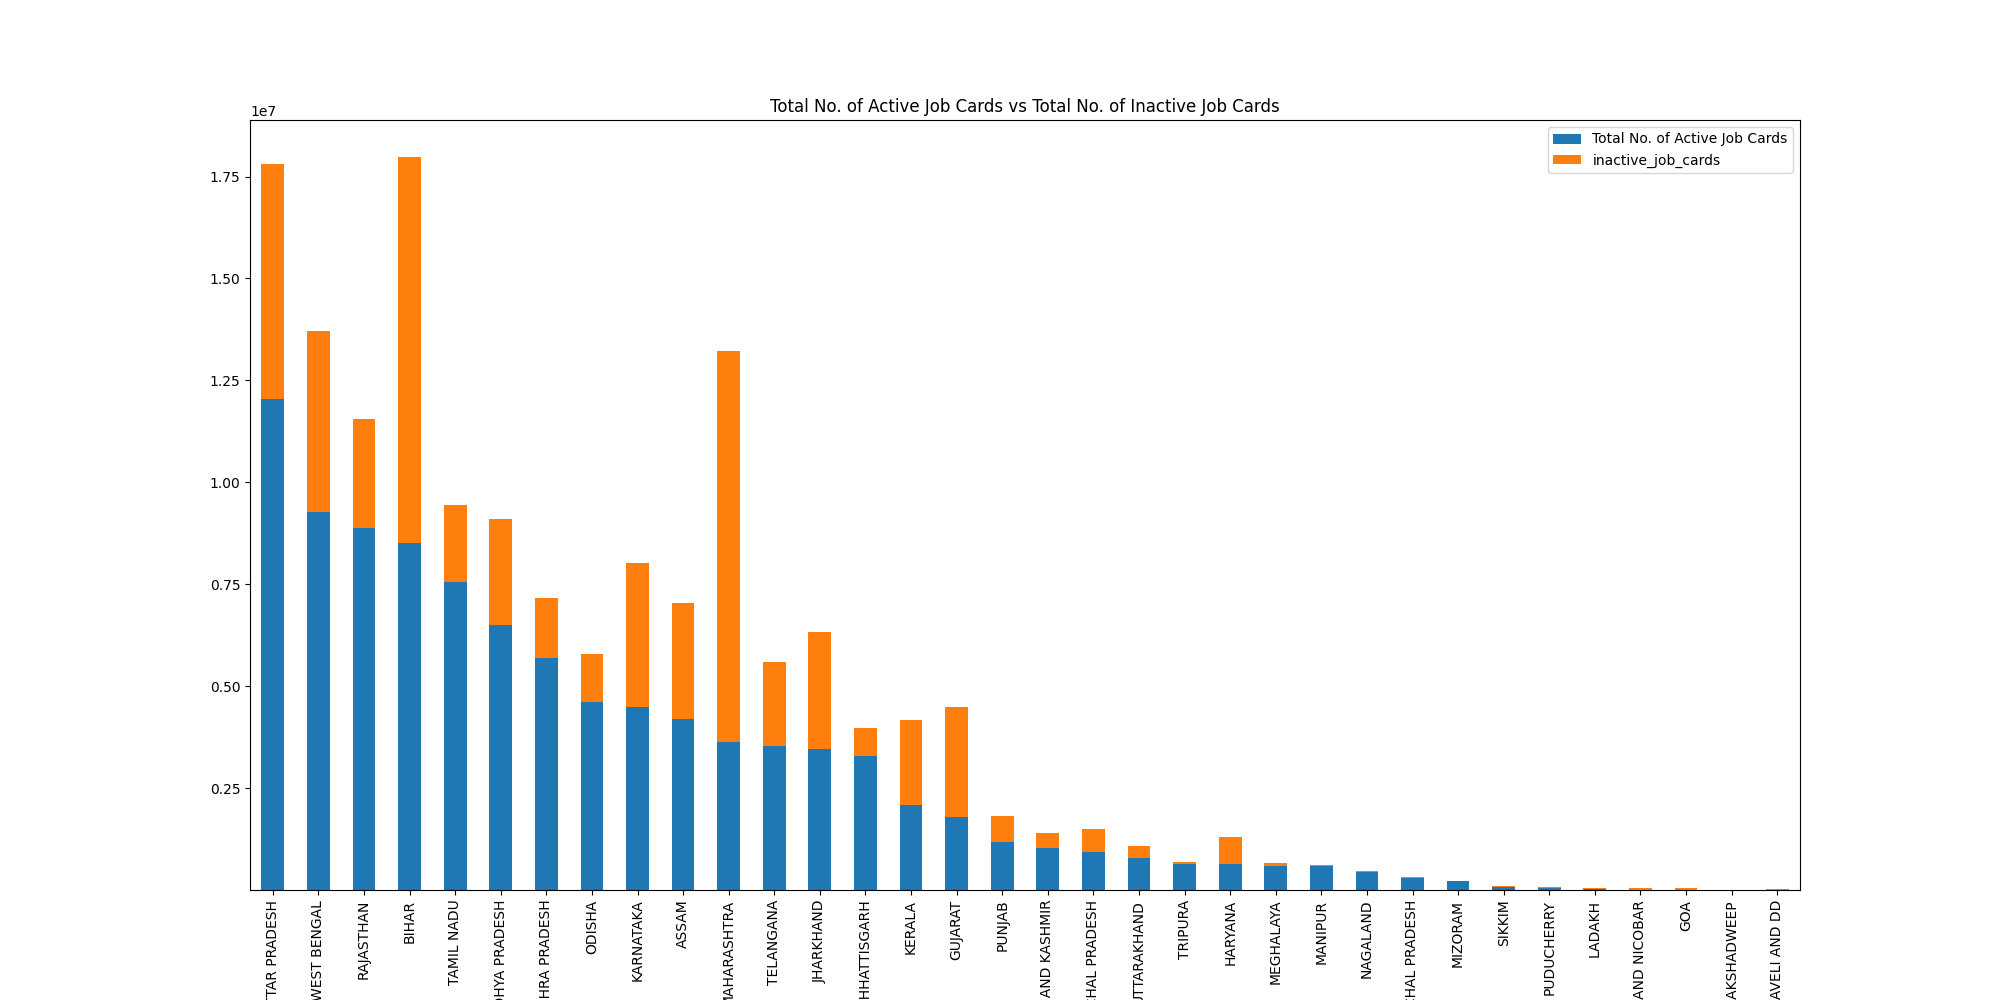 Total No. of Active Job Cards vs Total No. of Inactive Job Cards
1e7
Total No. of Active Job Cards
inactive_job_cards
1.75
1.50
1.25
1.00
0.75
0.50
0.25
TTAR PRADESH
WEST BENGAL
RAJASTHAN
BIHAR
TAMIL NADU
DHYA PRADESH
HRA PRADESH
ODISHA
KARNATAKA
ASSAM
MAHARASHTRA
TELANGANA
JHARKHAND
HHATTISGARH
KERALA
GUJARAT
PUNJAB
AND KASHMIR
CHAL PRADESH
UTTARAKHAND
TRIPURA
HARYANA
MEGHALAYA
MANIPUR
NAGALAND
CHAL PRADESH
MIZORAM
SIKKIM
PUDUCHERRY
LADAKH
AND NICOBAR
GOA
AKSHADWEEP
AVELI AND DD